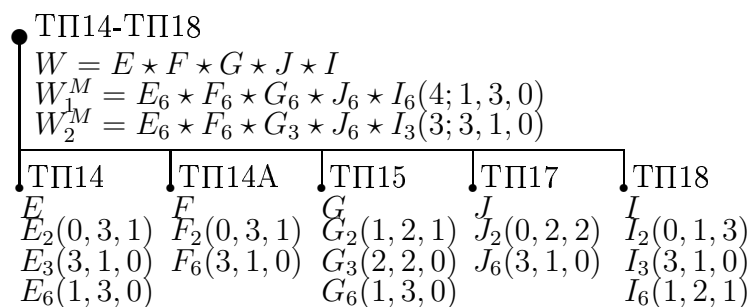 ТП14-ТП18
W = E ⋆ F ⋆ G ⋆ J ⋆ I
W_1^M = E_6 ⋆ F_6 ⋆ G_6 ⋆ J_6 ⋆ I_6(4; 1, 3, 0)
W_2^M = E_6 ⋆ F_6 ⋆ G_3 ⋆ J_6 ⋆ I_3(3; 3, 1, 0)
ТП14 ТП14А ТП15 ТП17 ТП18
E F G J I
E_2(0, 3, 1) F_2(0, 3, 1) G_2(1, 2, 1) J_2(0, 2, 2) I_2(0, 1, 3)
E_3(3, 1, 0) F_6(3, 1, 0) G_3(2, 2, 0) J_6(3, 1, 0) I_3(3, 1, 0)
E_6(1, 3, 0) G_6(1, 3, 0) I_6(1, 2, 1)